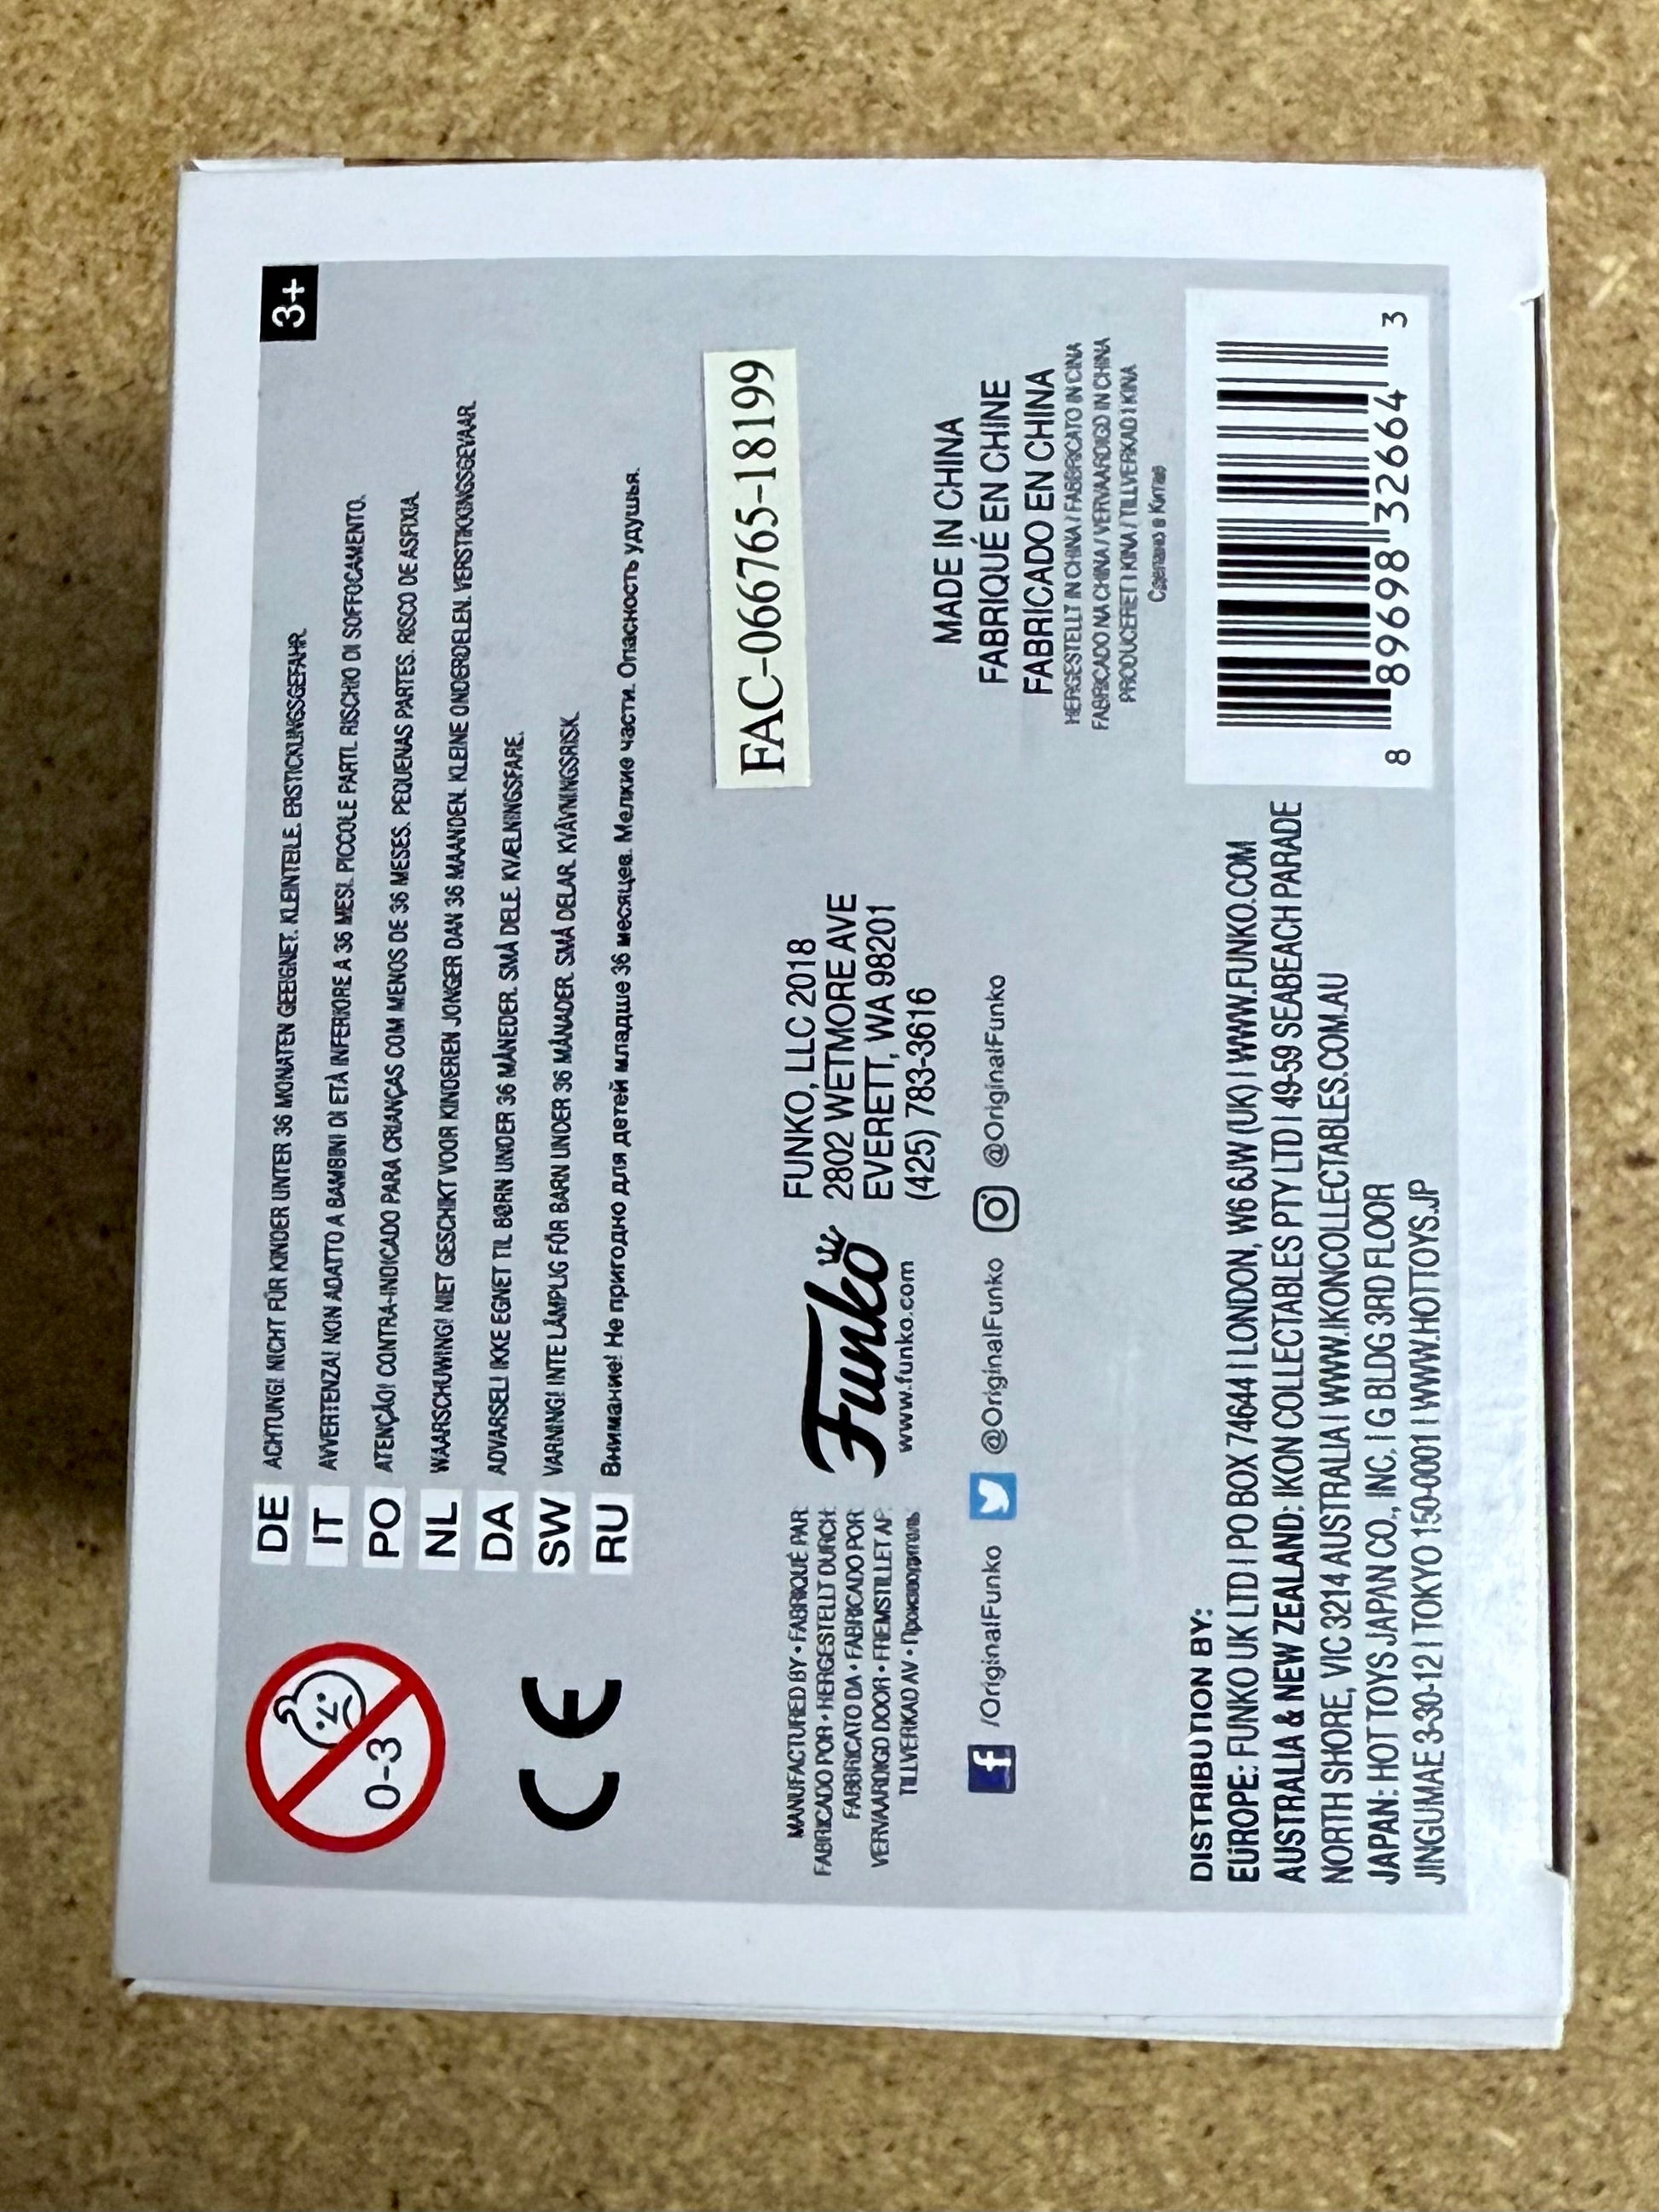 3+
0-3
DE ACHTUNG! NICHT FÜR KINDER UNTER 36 MONATEN GEEIGNET. KLEINTEILE. ERSTICKUNGSGEFAHR.
IT AVVERTENZA! NON ADATTO A BAMBINI DI ETÀ INFERIORE A 36 MESI. PICCOLE PARTI. RISCHIO DI SOFFOCAMENTO.
PO ATENÇÃO! CONTRA-INDICADO PARA CRIANÇAS COM MENOS DE 36 MESES. PEQUENAS PARTES. RISCO DE ASFIXIA.
NL WAARSCHUWING! NIET GESCHIKT VOOR KINDEREN JONGER DAN 36 MAANDEN. KLEINE ONDERDELEN. VERSTIKKINGSGEVAAR.
DA ADVARSEL! IKKE EGNET TIL BØRN UNDER 36 MÅNEDER. SMÅ DELE. KVÆLNINGSFARE.
SW VARNING! INTE LÄMPLIG FÖR BARN UNDER 36 MÅNADER. SMÅ DELAR. KVÄVNINGSRISK.
RU Внимание! Не пригодно для детей младше 36 месяцев. Мелкие части. Опасность удушья.
CE
FAC-066765-18199
MANUFACTURED BY • FABRIQUÉ PAR
FABRICADO POR • HERGESTELLT DURCH
FABBRICATO DA • FABRICADO POR
VERVAARDIGD DOOR • FREMSTILLET AF
TILLVERKAD AV • Производитель
Funko
www.funko.com
FUNKO, LLC 2018
2802 WETMORE AVE
EVERETT, WA 98201
(425) 783-3616
/OriginalFunko @OriginalFunko @OriginalFunko
MADE IN CHINA
FABRIQUÉ EN CHINE
FABRICADO EN CHINA
HERGESTELLT IN CHINA / FABBRICATO IN CINA
FABRICADO NA CHINA / VERVAARDIGD IN CHINA
PRODUCERET I KINA / TILLVERKAD I KINA
Сделано в Китае
DISTRIBUTION BY:
EUROPE: FUNKO UK LTD | PO BOX 74644 | LONDON, W6 6JW (UK) | WWW.FUNKO.COM
AUSTRALIA & NEW ZEALAND: IKON COLLECTABLES PTY LTD | 49-59 SEABEACH PARADE
NORTH SHORE, VIC 3214 AUSTRALIA | WWW.IKONCOLLECTABLES.COM.AU
JAPAN: HOT TOYS JAPAN CO., INC. | G BLDG 3RD FLOOR
JINGUMAE 3-30-12 | TOKYO 150-0001 | WWW.HOTTOYS.JP
8 89698 32664 3